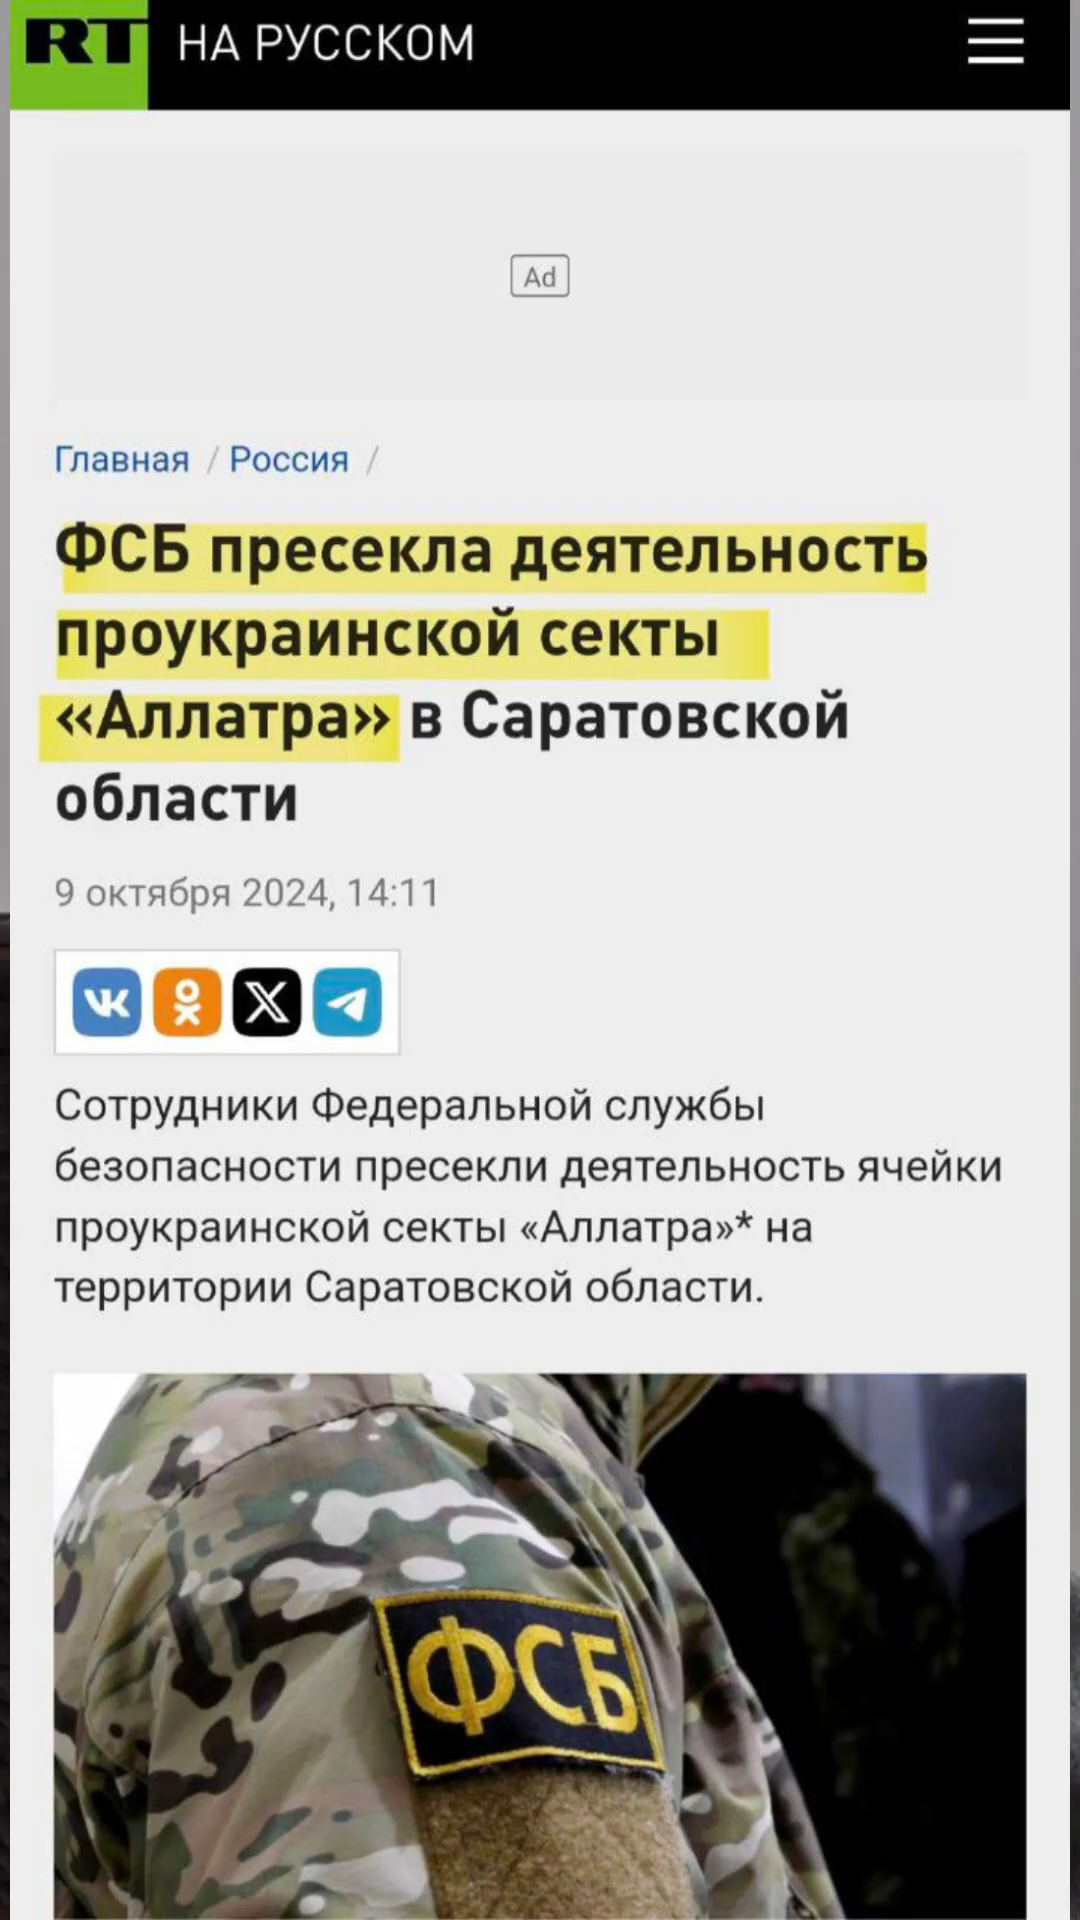 RT НА РУССКОМ
Ad
Главная / Россия /
ФСБ пресекла деятельность
проукраинской секты
«Аллатра» в Саратовской
области
9 октября 2024, 14:11
Сотрудники Федеральной службы
безопасности пресекли деятельность ячейки
проукраинской секты «Аллатра»* на
территории Саратовской области.
ФСБ